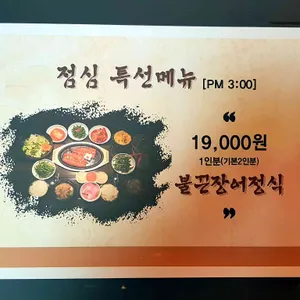 점심 특선메뉴 [PM 3:00]
❝
19,000원
1인분(기본2인분)
불끈장어정식
❞